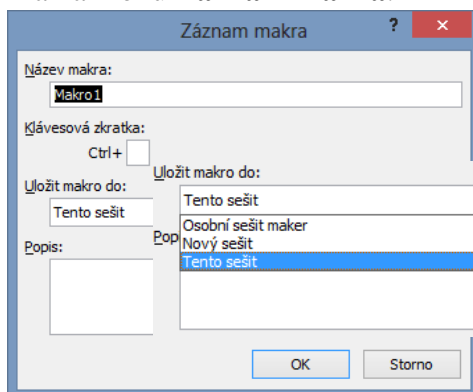 Záznam makra
?
Název makra:
Makro1
Klávesová zkratka:
Ctrl+
Uložit makro do:
Tento sešit
Popis:
Uložit makro do:
Tento sešit
Osobní sešit maker
Nový sešit
Tento sešit
Pop
OK
Storno